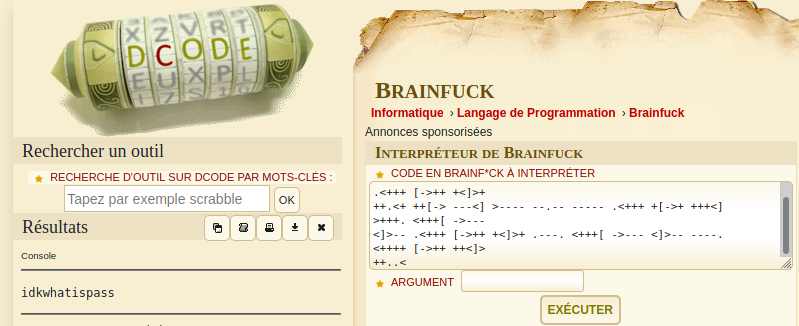 DCODE
Rechercher un outil
RECHERCHE D'OUTIL SUR DCODE PAR MOTS-CLÉS :
Tapez par exemple scrabble
OK
Résultats
Console
idkwhatispass
BRAINFUCK
Informatique › Langage de Programmation › Brainfuck
Annonces sponsorisées
INTERPRÉTEUR DE BRAINFUCK
CODE EN BRAINF*CK À INTERPRÉTER
.<+++ [->++ +<]>+
++.<+ ++[-> ---<] >---- --.-- ----- .<+++ +[->+ +++<]
>+++. <+++[ ->---
<]>-- .<+++ [->++ +<]>+ .---. <+++[ ->--- <]>-- ----.
<++++ [->++ ++<]>
++..<
ARGUMENT
EXÉCUTER